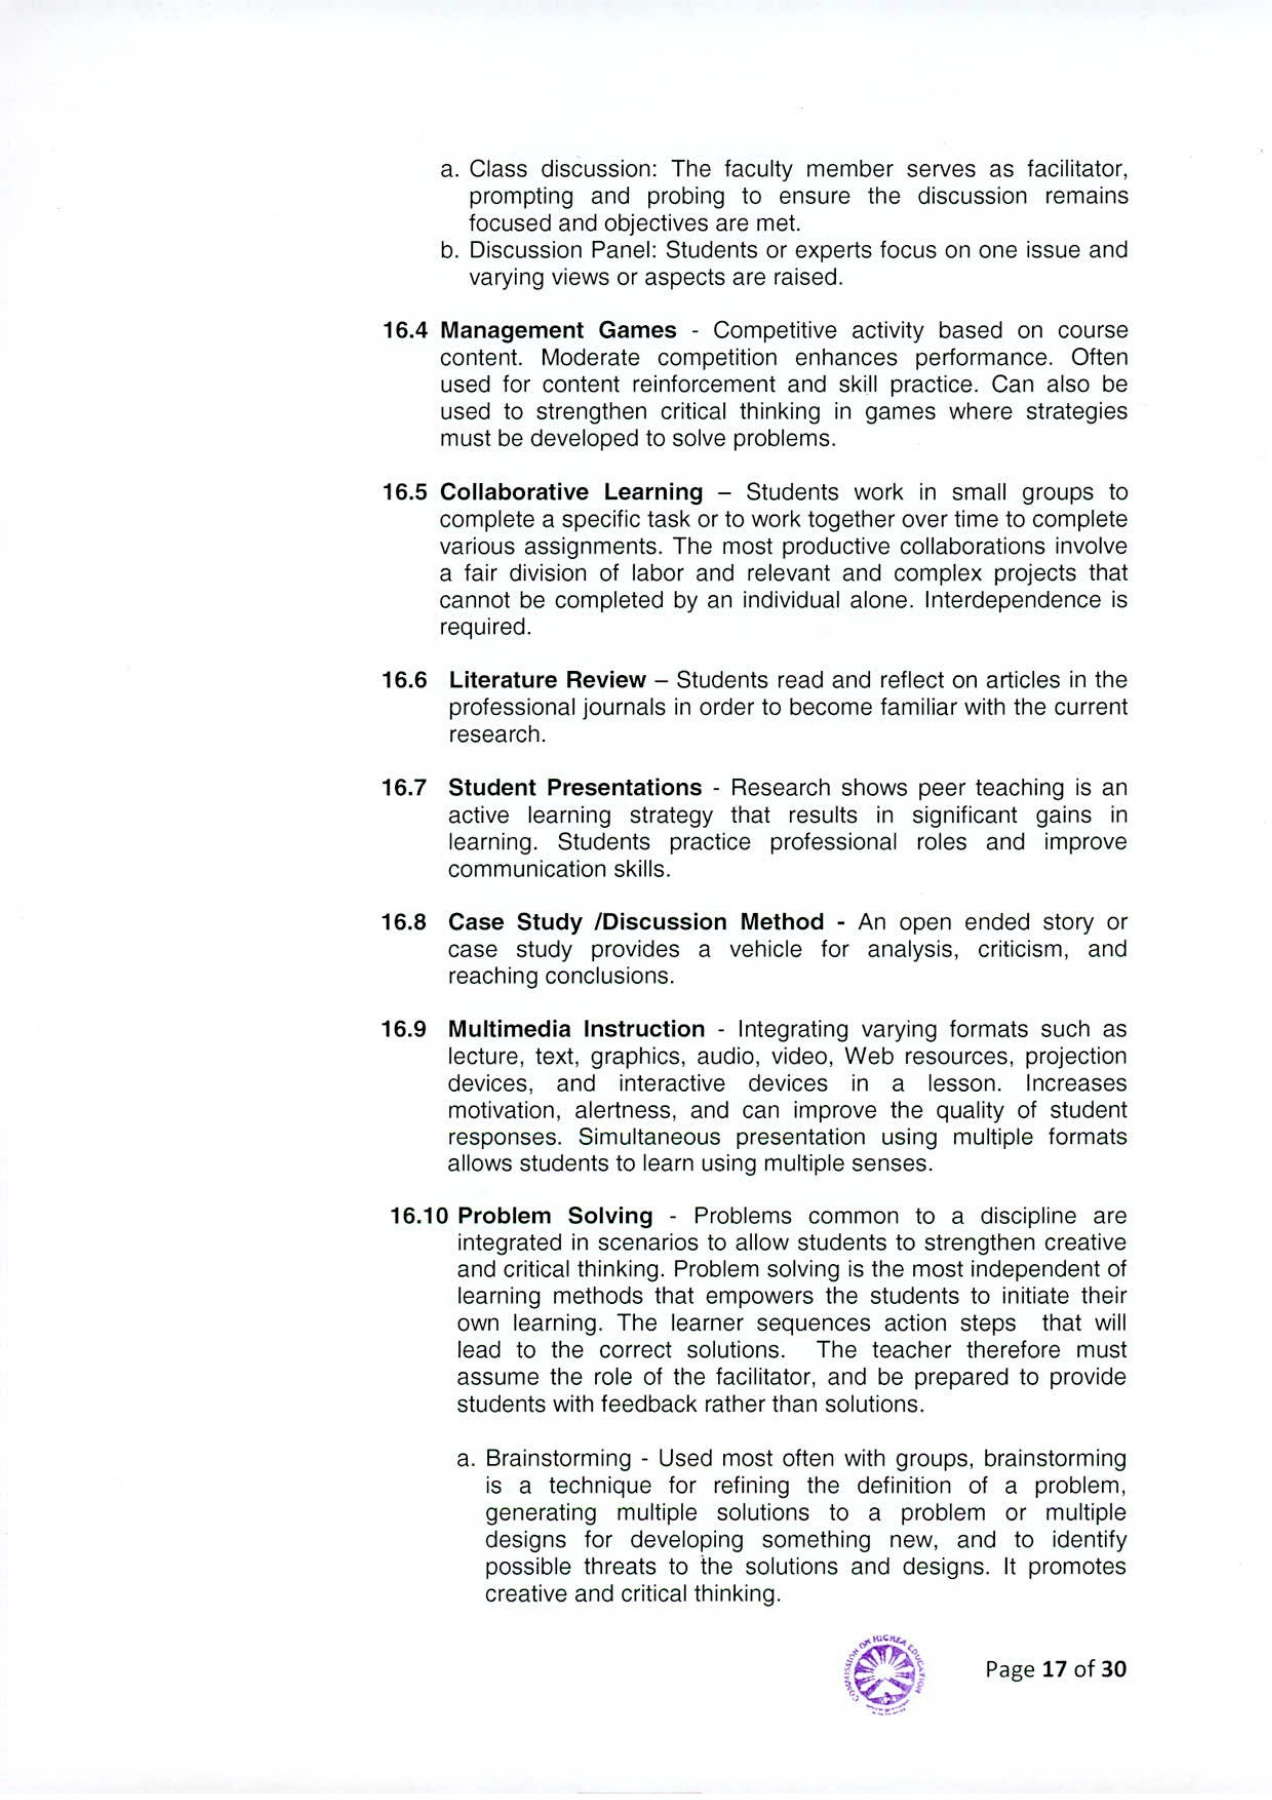 a. Class discussion: The faculty member serves as facilitator,
prompting and probing to ensure the discussion remains
focused and objectives are met.
b. Discussion Panel: Students or experts focus on one issue and
varying views or aspects are raised.
16.4 Management Games - Competitive activity based on course
content. Moderate competition enhances performance. Often
used for content reinforcement and skill practice. Can also be
used to strengthen critical thinking in games where strategies
must be developed to solve problems.
16.5 Collaborative Learning – Students work in small groups to
complete a specific task or to work together over time to complete
various assignments. The most productive collaborations involve
a fair division of labor and relevant and complex projects that
cannot be completed by an individual alone. Interdependence is
required.
16.6 Literature Review – Students read and reflect on articles in the
professional journals in order to become familiar with the current
research.
16.7 Student Presentations - Research shows peer teaching is an
active learning strategy that results in significant gains in
learning. Students practice professional roles and improve
communication skills.
16.8 Case Study /Discussion Method - An open ended story or
case study provides a vehicle for analysis, criticism, and
reaching conclusions.
16.9 Multimedia Instruction - Integrating varying formats such as
lecture, text, graphics, audio, video, Web resources, projection
devices, and interactive devices in a lesson. Increases
motivation, alertness, and can improve the quality of student
responses. Simultaneous presentation using multiple formats
allows students to learn using multiple senses.
16.10 Problem Solving - Problems common to a discipline are
integrated in scenarios to allow students to strengthen creative
and critical thinking. Problem solving is the most independent of
learning methods that empowers the students to initiate their
own learning. The learner sequences action steps that will
lead to the correct solutions. The teacher therefore must
assume the role of the facilitator, and be prepared to provide
students with feedback rather than solutions.
a. Brainstorming - Used most often with groups, brainstorming
is a technique for refining the definition of a problem,
generating multiple solutions to a problem or multiple
designs for developing something new, and to identify
possible threats to the solutions and designs. It promotes
creative and critical thinking.
COMMISSION ON HIGHER EDUCATION
Page 17 of 30